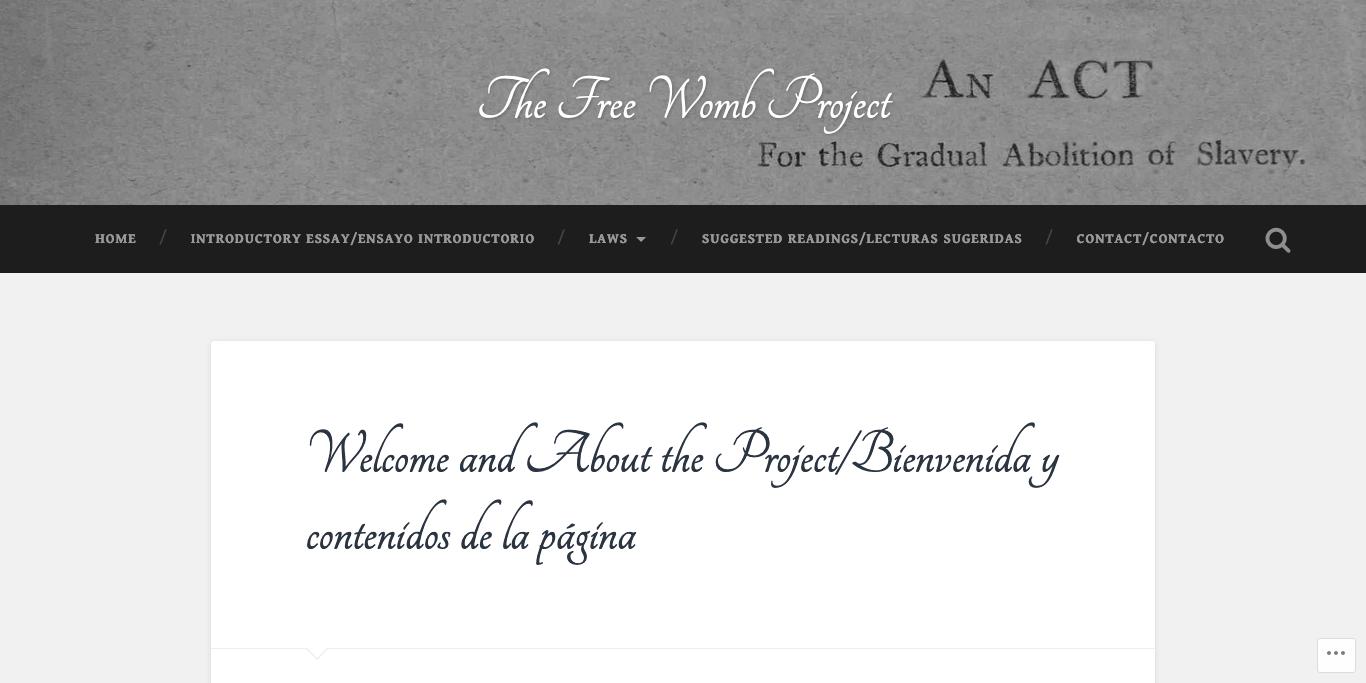 The Free Womb Project
An ACT
For the Gradual Abolition of Slavery.
HOME / INTRODUCTORY ESSAY/ENSAYO INTRODUCTORIO / LAWS / SUGGESTED READINGS/LECTURAS SUGERIDAS / CONTACT/CONTACTO
Welcome and About the Project/Bienvenida y
contenidos de la página